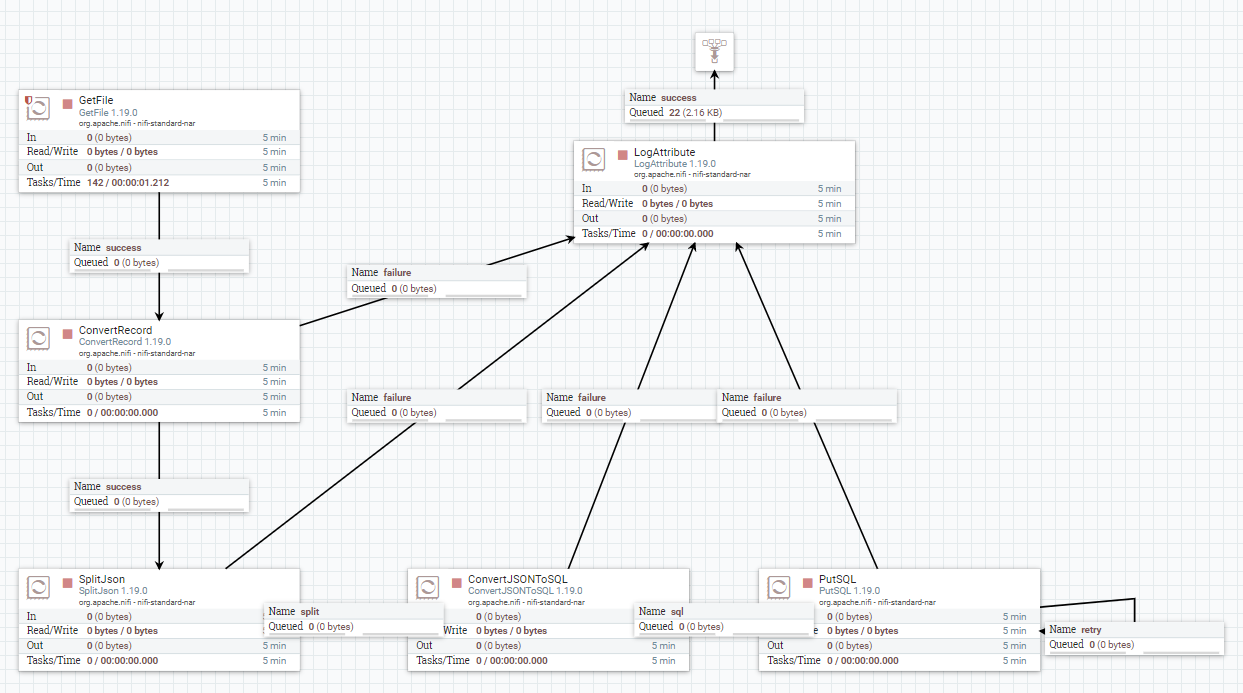 Name success
Queued 22 (2.16 KB)
GetFile
GetFile 1.19.0
org.apache.nifi - nifi-standard-nar
In 0 (0 bytes) 5 min
Read/Write 0 bytes / 0 bytes 5 min
Out 0 (0 bytes) 5 min
Tasks/Time 142 / 00:00:01.212 5 min
LogAttribute
LogAttribute 1.19.0
org.apache.nifi - nifi-standard-nar
In 0 (0 bytes) 5 min
Read/Write 0 bytes / 0 bytes 5 min
Out 0 (0 bytes) 5 min
Tasks/Time 0 / 00:00:00.000 5 min
Name success
Queued 0 (0 bytes)
Name failure
Queued 0 (0 bytes)
ConvertRecord
ConvertRecord 1.19.0
org.apache.nifi - nifi-standard-nar
In 0 (0 bytes) 5 min
Read/Write 0 bytes / 0 bytes 5 min
Out 0 (0 bytes) 5 min
Tasks/Time 0 / 00:00:00.000 5 min
Name failure
Queued 0 (0 bytes)
Name failure
Queued 0 (0 bytes)
Name failure
Queued 0 (0 bytes)
Name success
Queued 0 (0 bytes)
SplitJson
SplitJson 1.19.0
org.apache.nifi - nifi-standard-nar
In 0 (0 bytes)
Read/Write 0 bytes / 0 bytes
Out 0 (0 bytes) 5 min
Tasks/Time 0 / 00:00:00.000 5 min
Name split
Queued 0 (0 bytes)
ConvertJSONToSQL
ConvertJSONToSQL 1.19.0
org.apache.nifi - nifi-standard-nar
0 (0 bytes)
Write 0 bytes / 0 bytes
Out 0 (0 bytes) 5 min
Tasks/Time 0 / 00:00:00.000 5 min
Name sql
Queued 0 (0 bytes)
PutSQL
PutSQL 1.19.0
org.apache.nifi - nifi-standard-nar
0 (0 bytes) 5 min
0 bytes / 0 bytes 5 min
Out 0 (0 bytes) 5 min
Tasks/Time 0 / 00:00:00.000 5 min
Name retry
Queued 0 (0 bytes)